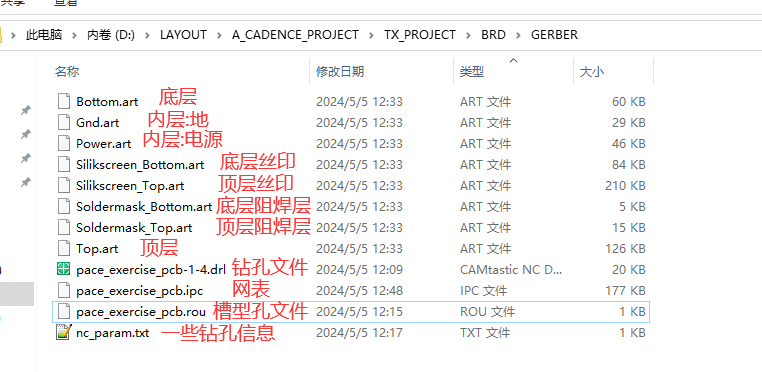 共享 查看
此电脑 > 内卷 (D:) > LAYOUT > A_CADENCE_PROJECT > TX_PROJECT > BRD > GERBER
名称 修改日期 类型 大小
Bottom.art 底层 2024/5/5 12:33 ART 文件 60 KB
Gnd.art 内层:地 2024/5/5 12:33 ART 文件 29 KB
Power.art 内层:电源 2024/5/5 12:33 ART 文件 46 KB
Silikscreen_Bottom.art 底层丝印 2024/5/5 12:33 ART 文件 84 KB
Silikscreen_Top.art 顶层丝印 2024/5/5 12:33 ART 文件 210 KB
Soldermask_Bottom.art 底层阻焊层 2024/5/5 12:33 ART 文件 5 KB
Soldermask_Top.art 顶层阻焊层 2024/5/5 12:33 ART 文件 15 KB
Top.art 顶层 2024/5/5 12:33 ART 文件 126 KB
pace_exercise_pcb-1-4.drl 钻孔文件 2024/5/5 12:09 CAMtastic NC D... 20 KB
pace_exercise_pcb.ipc 网表 2024/5/5 12:48 IPC 文件 177 KB
pace_exercise_pcb.rou 槽型孔文件 2024/5/5 12:15 ROU 文件 1 KB
nc_param.txt 一些钻孔信息 2024/5/5 12:17 TXT 文件 1 KB